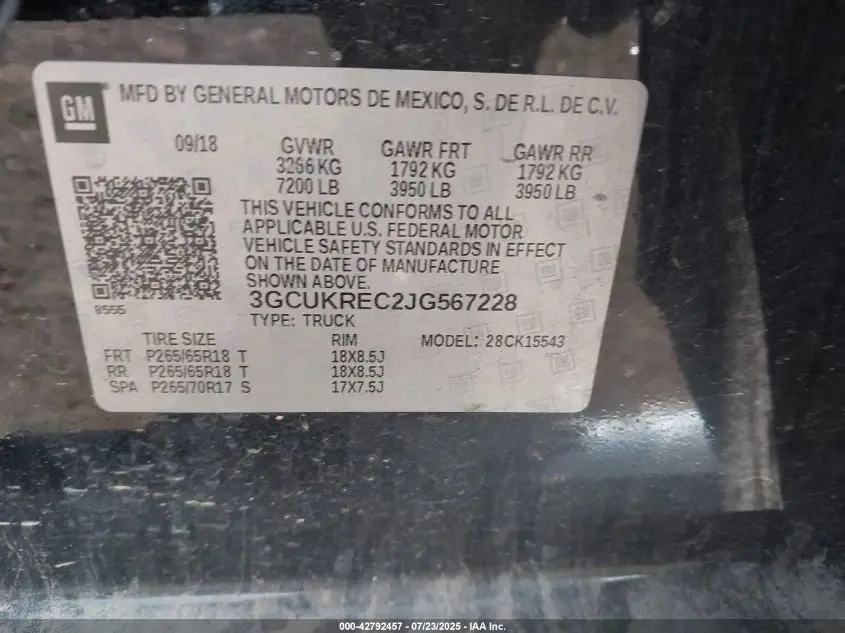 GM
MFD BY GENERAL MOTORS DE MEXICO, S. DE R.L. DE C.V.
09/18 GVWR GAWR FRT GAWR RR
3266 KG 1792 KG 1792 KG
7200 LB 3950 LB 3950 LB
THIS VEHICLE CONFORMS TO ALL
APPLICABLE U.S. FEDERAL MOTOR
VEHICLE SAFETY STANDARDS IN EFFECT
ON THE DATE OF MANUFACTURE
SHOWN ABOVE.
3GCUKREC2JG567228
8555
TYPE: TRUCK
TIRE SIZE RIM MODEL: 28CK15543
FRT P265/65R18 T 18X8.5J
RR P265/65R18 T 18X8.5J
SPA P265/70R17 S 17X7.5J
000-42792457 - 07/23/2025 - IAA Inc.